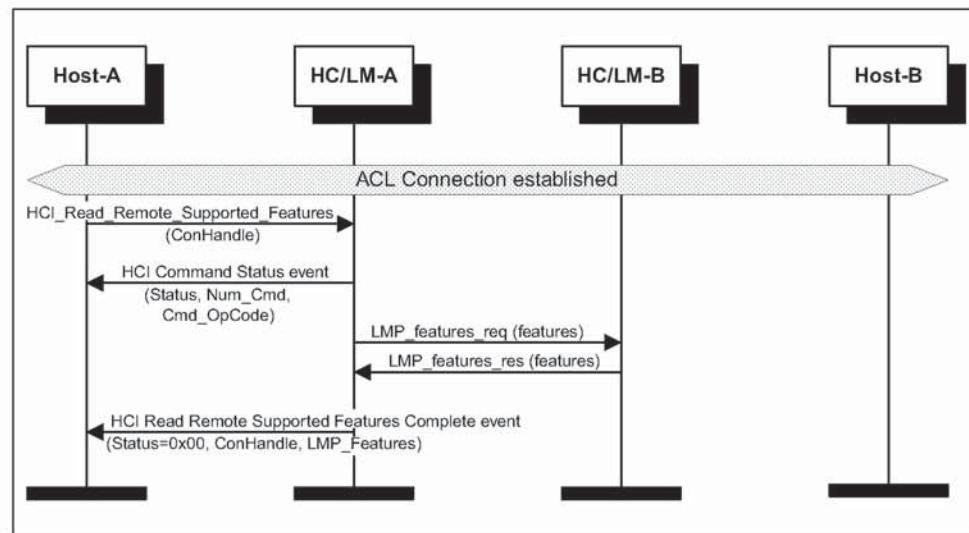 Host-A
HC/LM-A
HC/LM-B
Host-B
ACL Connection established
HCI_Read_Remote_Supported_Features
(ConHandle)
HCI Command Status event
(Status, Num_Cmd,
Cmd_OpCode)
LMP_features_req (features)
LMP_features_res (features)
HCI Read Remote Supported Features Complete event
(Status=0x00, ConHandle, LMP_Features)